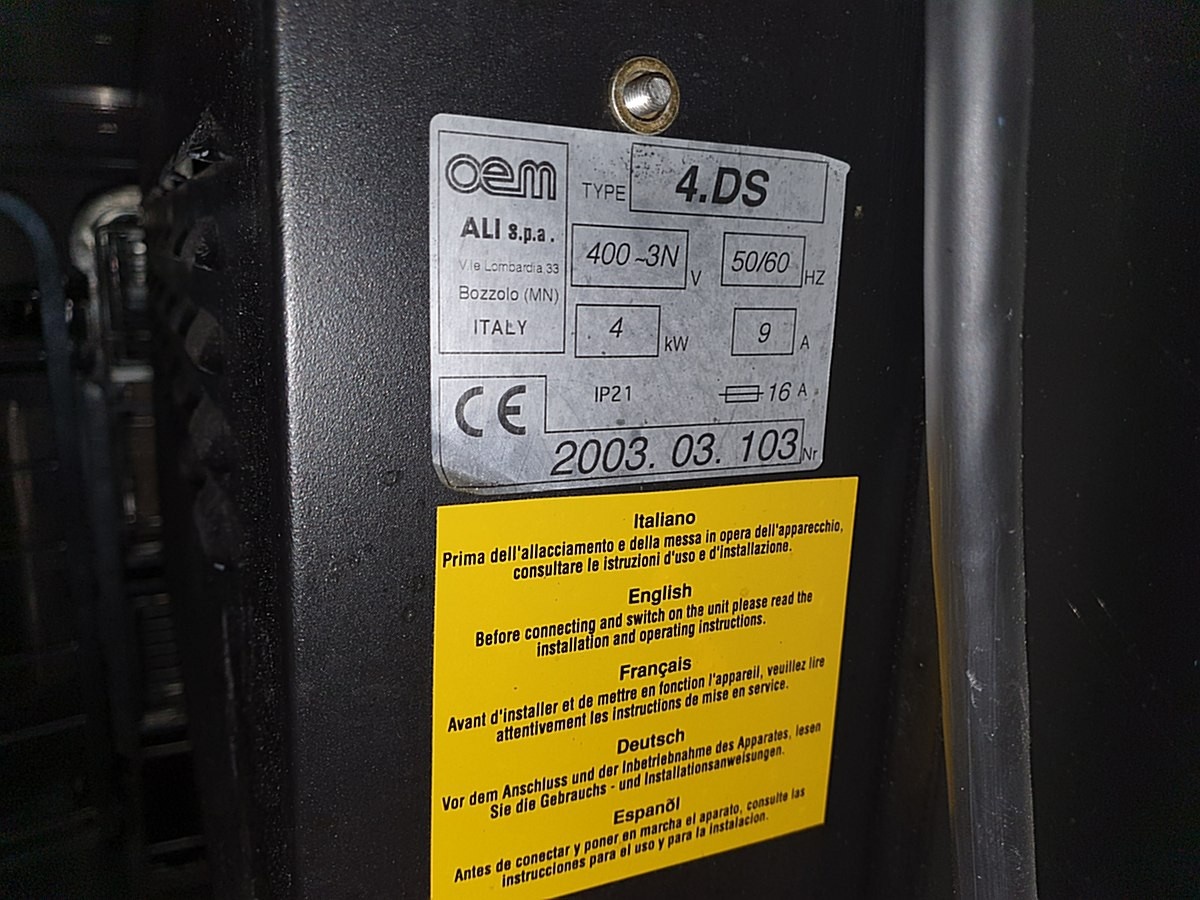 oem
TYPE 4.DS
ALI s.p.a.
V.le Lombardia 33
Bozzolo (MN)
ITALY
400 ~3N V 50/60 HZ
4 kW 9 A
CE IP21 16 A
2003. 03. 103 Nr
Italiano
Prima dell'allacciamento e della messa in opera dell'apparecchio,
consultare le istruzioni d'uso e d'installazione.
English
Before connecting and switch on the unit please read the
installation and operating instructions.
Français
Avant d'installer et de mettre en fonction l'appareil, veuillez lire
attentivement les instructions de mise en service.
Deutsch
Vor dem Anschluss und der Inbetriebnahme des Apparates, lesen
Sie die Gebrauchs - und Installationsanweisungen.
Espanõl
Antes de conectar y poner en marcha el aparato, consulte las
instrucciones para el uso y para la instalacion.